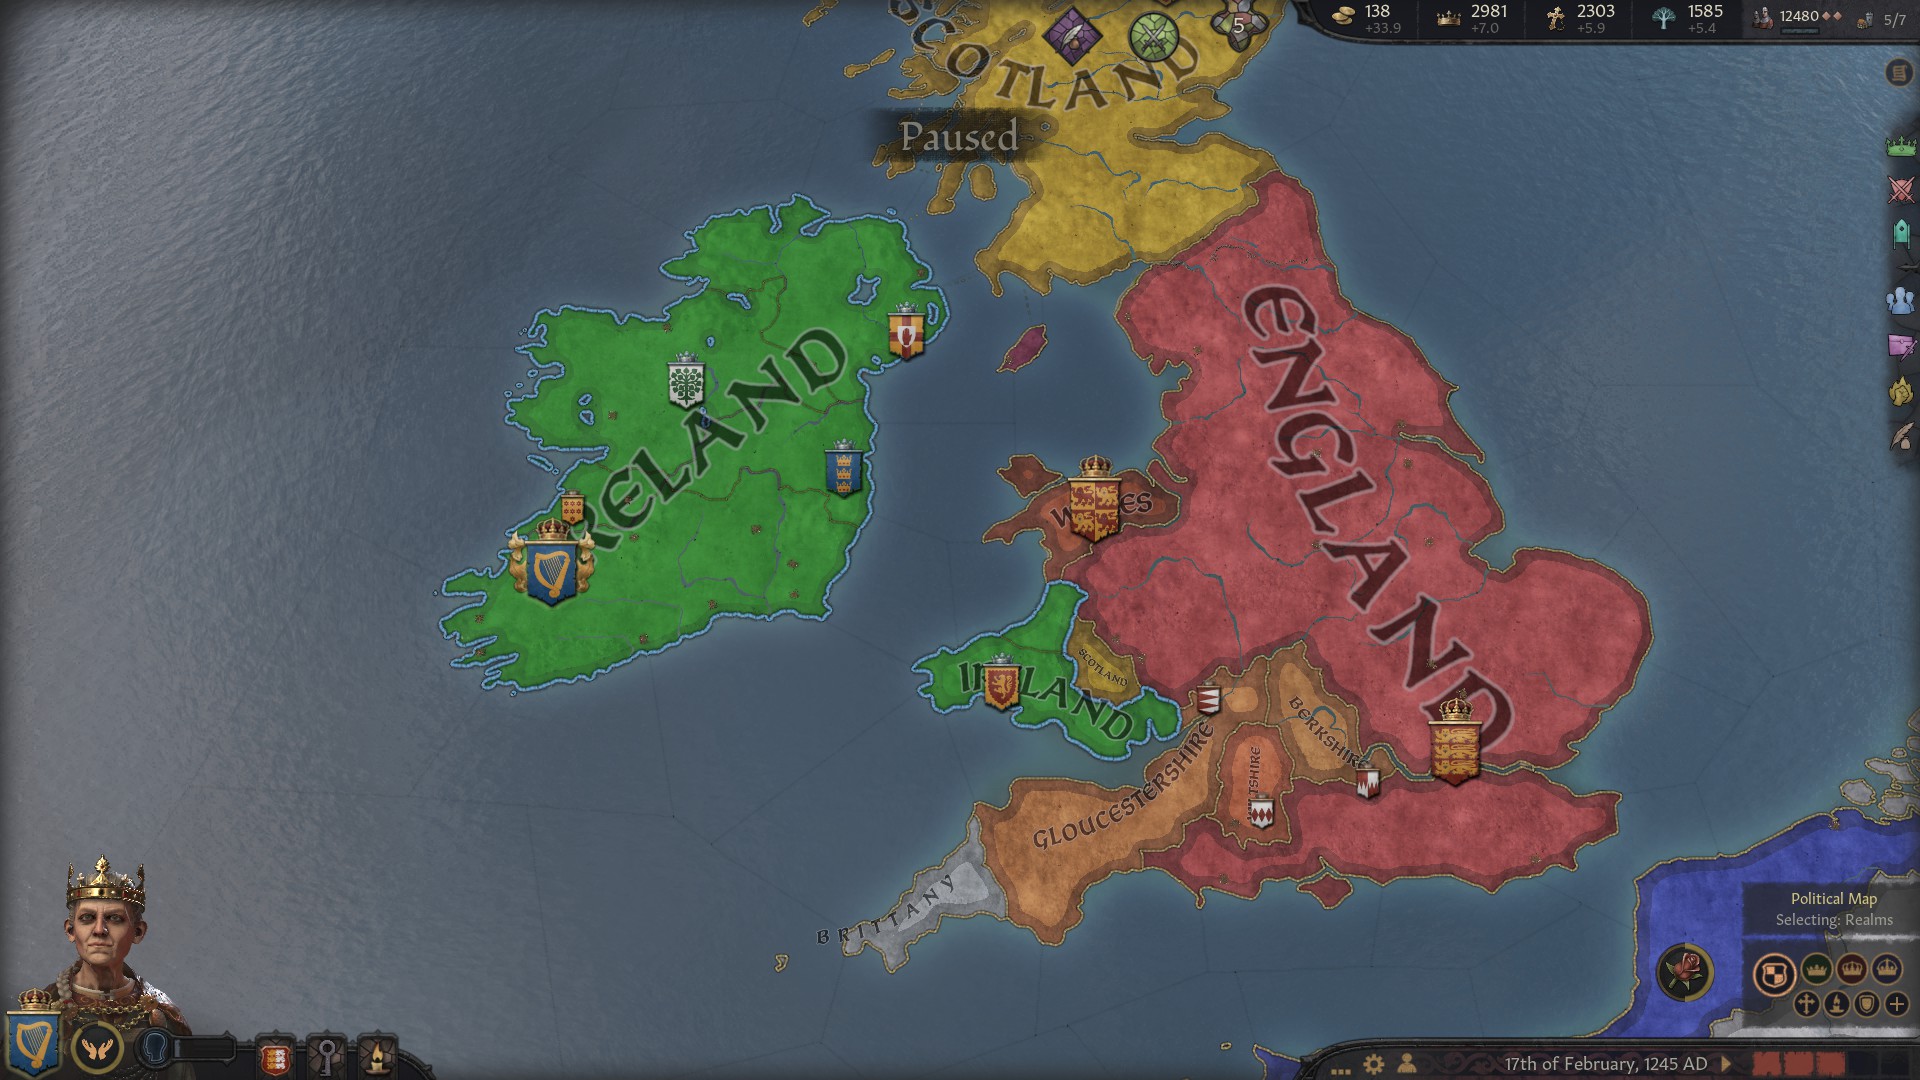 138
+33.9
2981
+7.0
2303
+5.9
1585
+5.4
12480
5/7
5
SCOTLAND
Paused
IRELAND
ENGLAND
WALES
SCOTLAND
IRELAND
BERKSHIRE
WILTSHIRE
GLOUCESTERSHIRE
BRITTANY
Political Map
Selecting: Realms
17th of February, 1245 AD